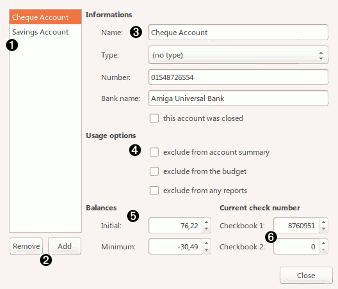 Cheque Account
Savings Account
1
Remove Add
2
Informations
Name: 3 Cheque Account
Type: (no type)
Number: 01548726554
Bank name: Amiga Universal Bank
this account was closed
Usage options
4 exclude from account summary
exclude from the budget
exclude from any reports
Balances Current check number
Initial: 5 76,22 Checkbook 1: 8760951
Minimum: -30,49 Checkbook 2: 6 0
Close